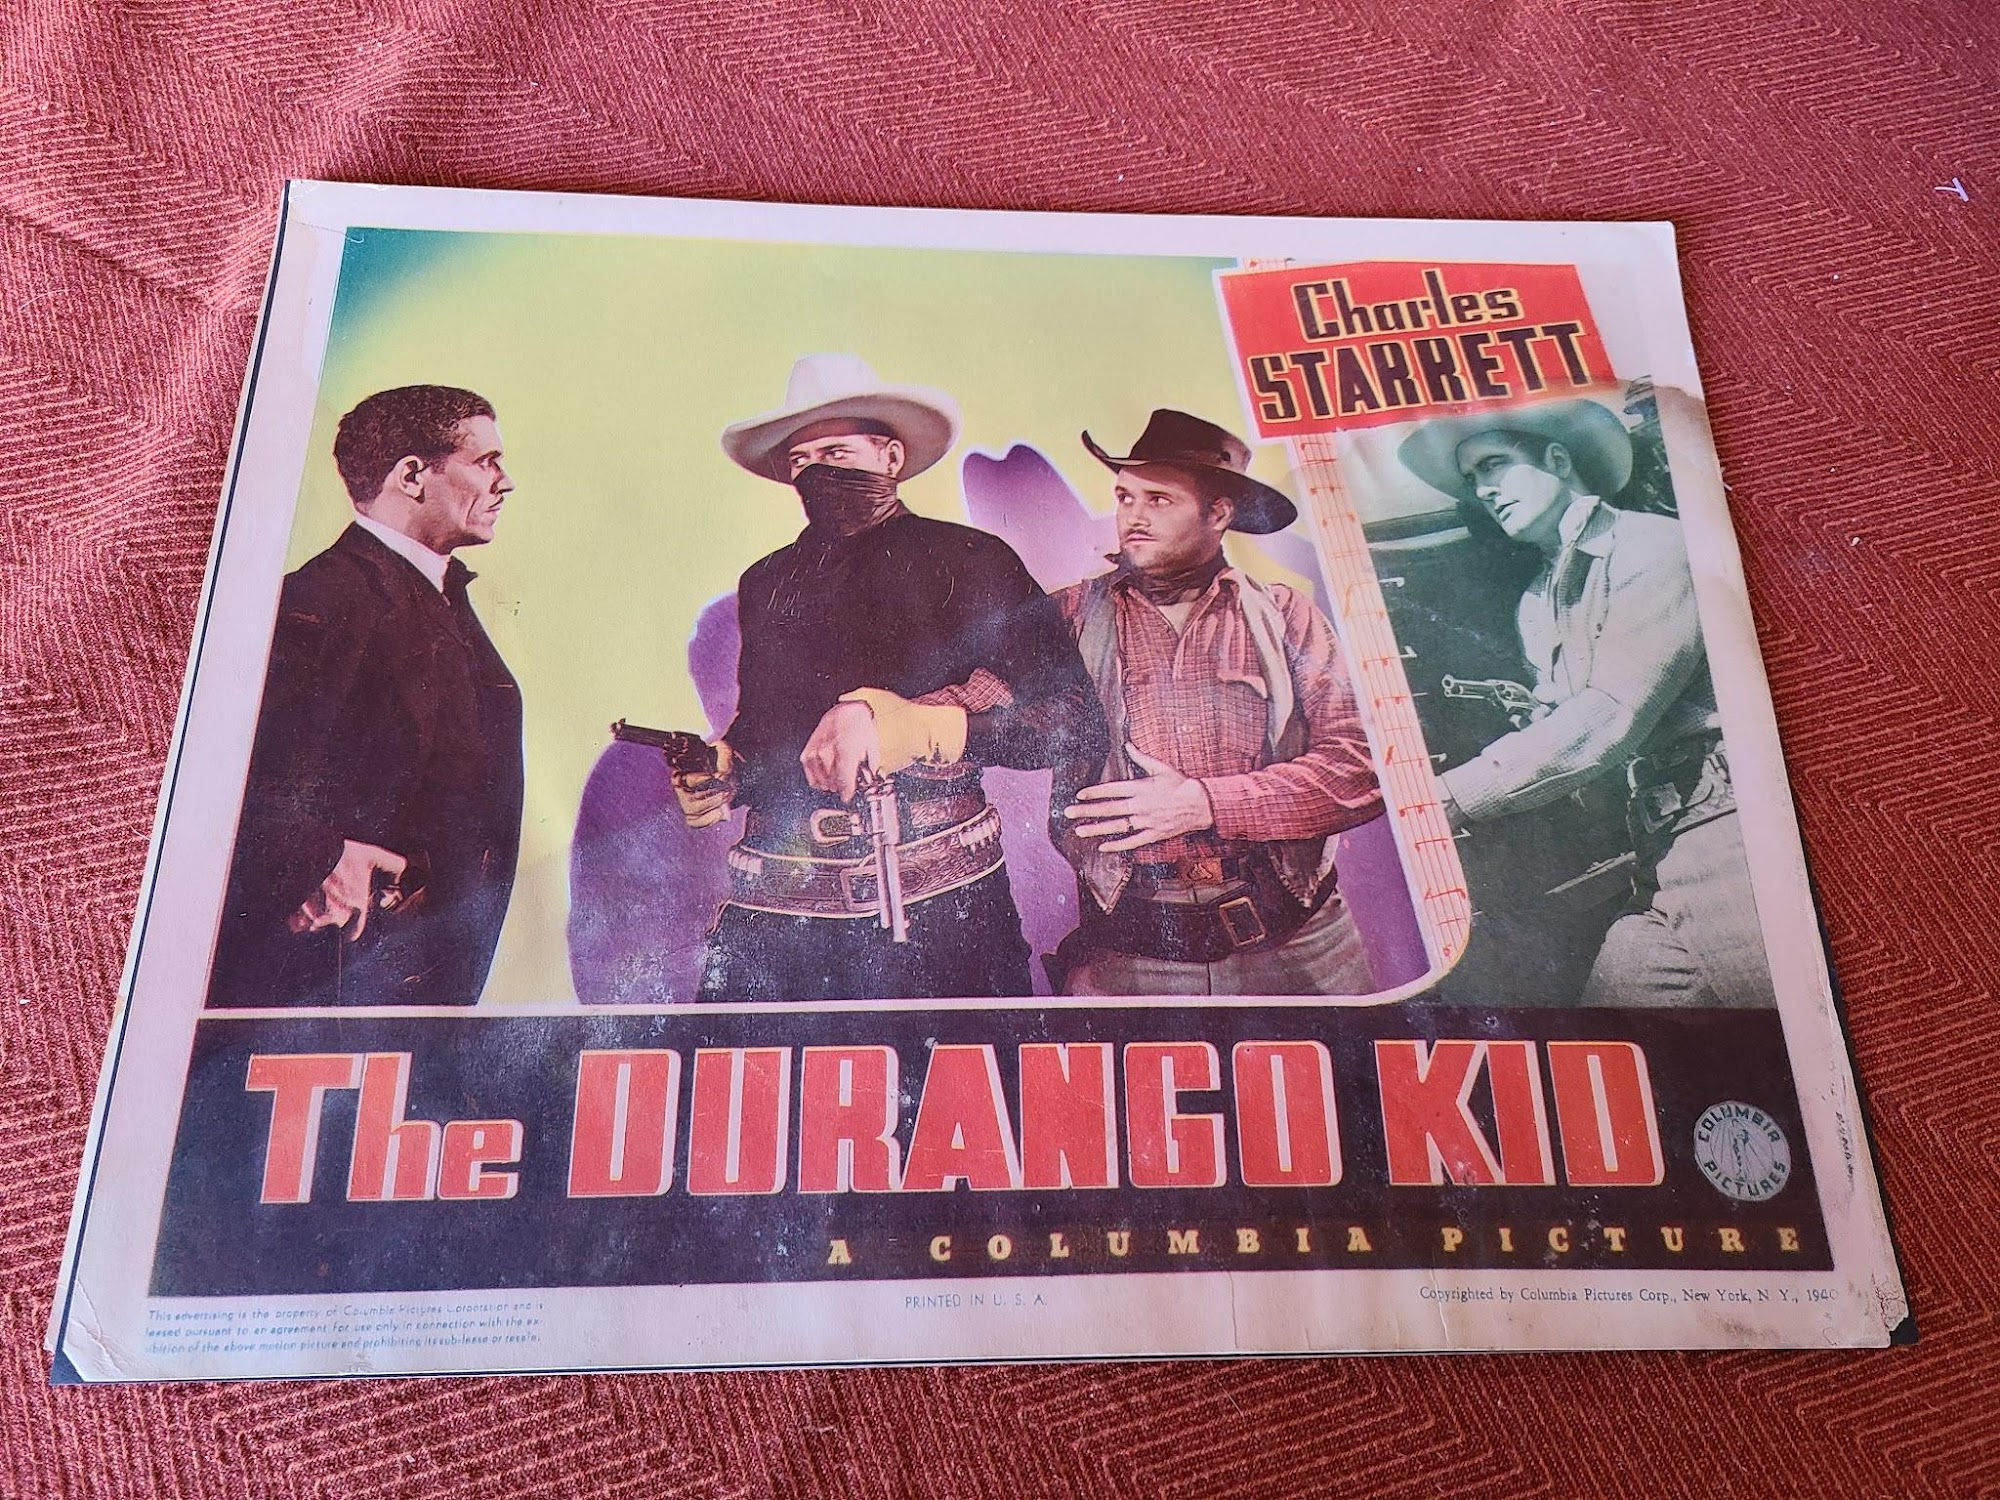 Charles
STARRETT
The DURANGO KID
COLUMBIA
PICTURES
A COLUMBIA PICTURE
This advertising is the property of Columbia Pictures Corporation and is
leased pursuant to an agreement for use only in connection with the ex-
ibition of the above motion picture and prohibiting its sub-lease or resale.
PRINTED IN U. S. A.
Copyrighted by Columbia Pictures Corp., New York, N. Y., 1940